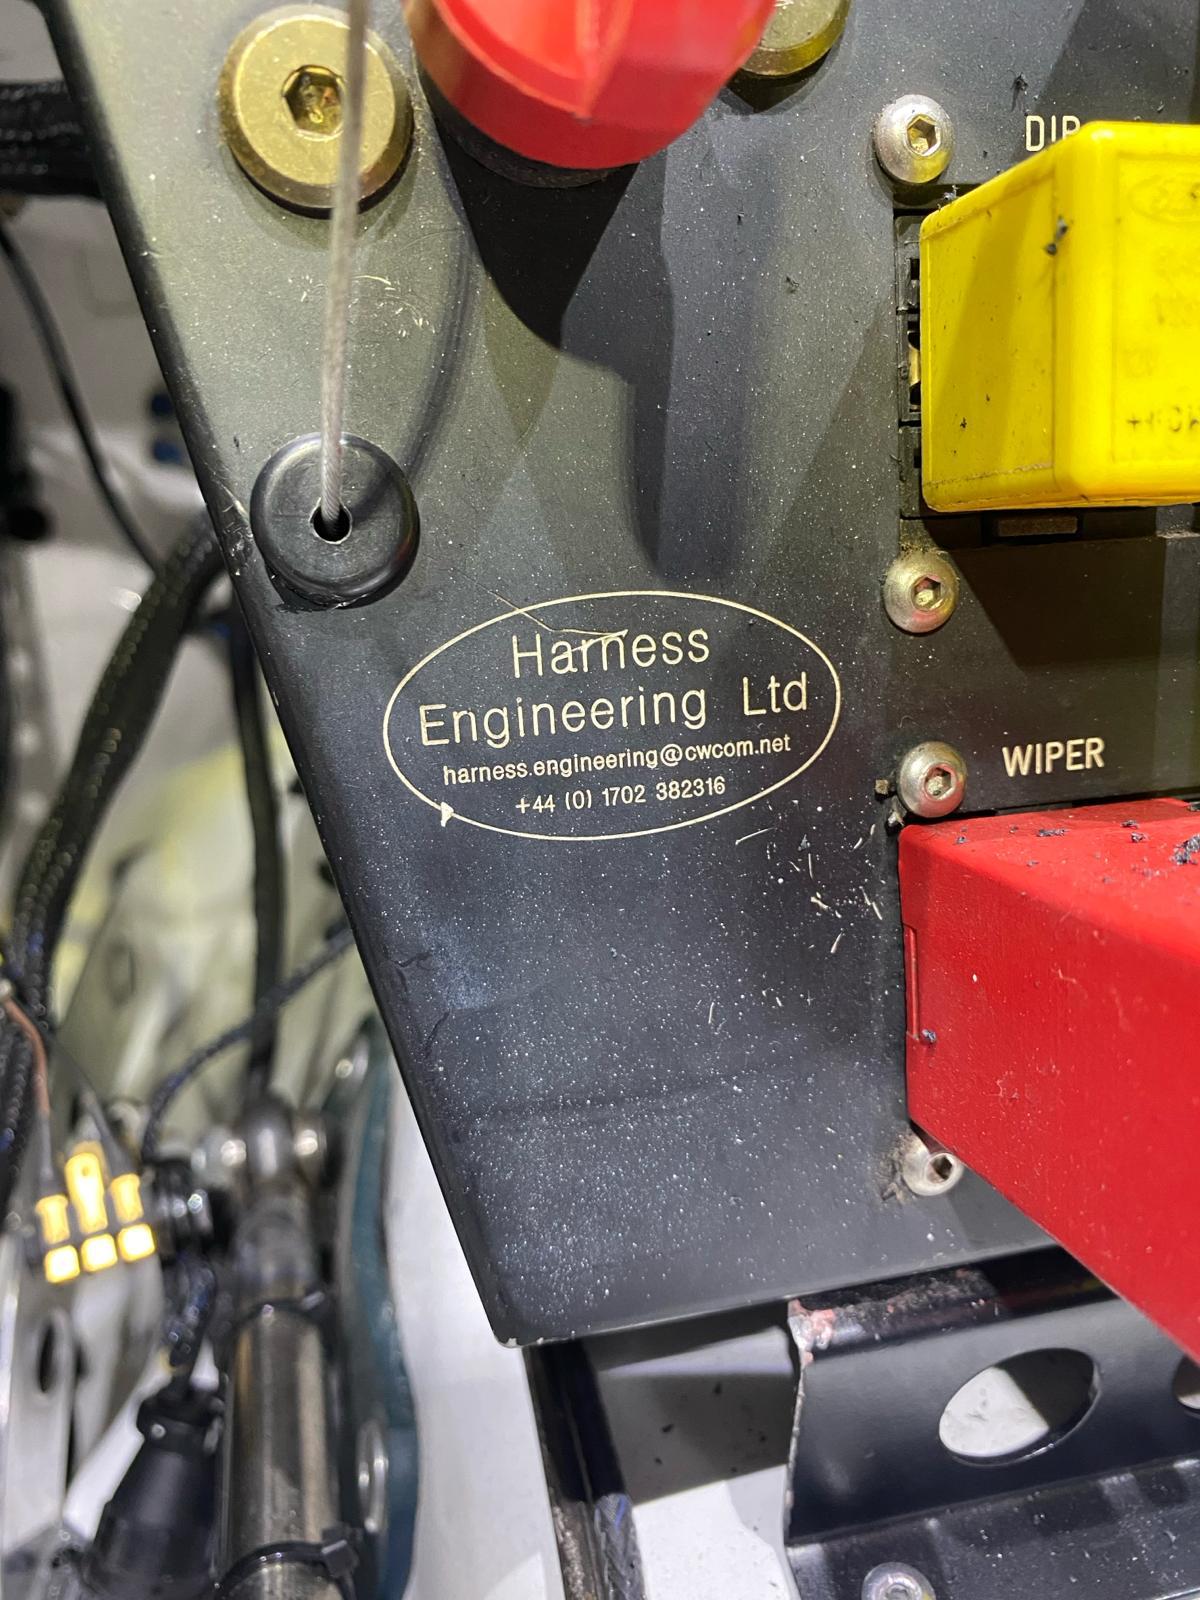 DIP
Harness
Engineering Ltd
harness.engineering@cwcom.net
+44 (0) 1702 382316
WIPER